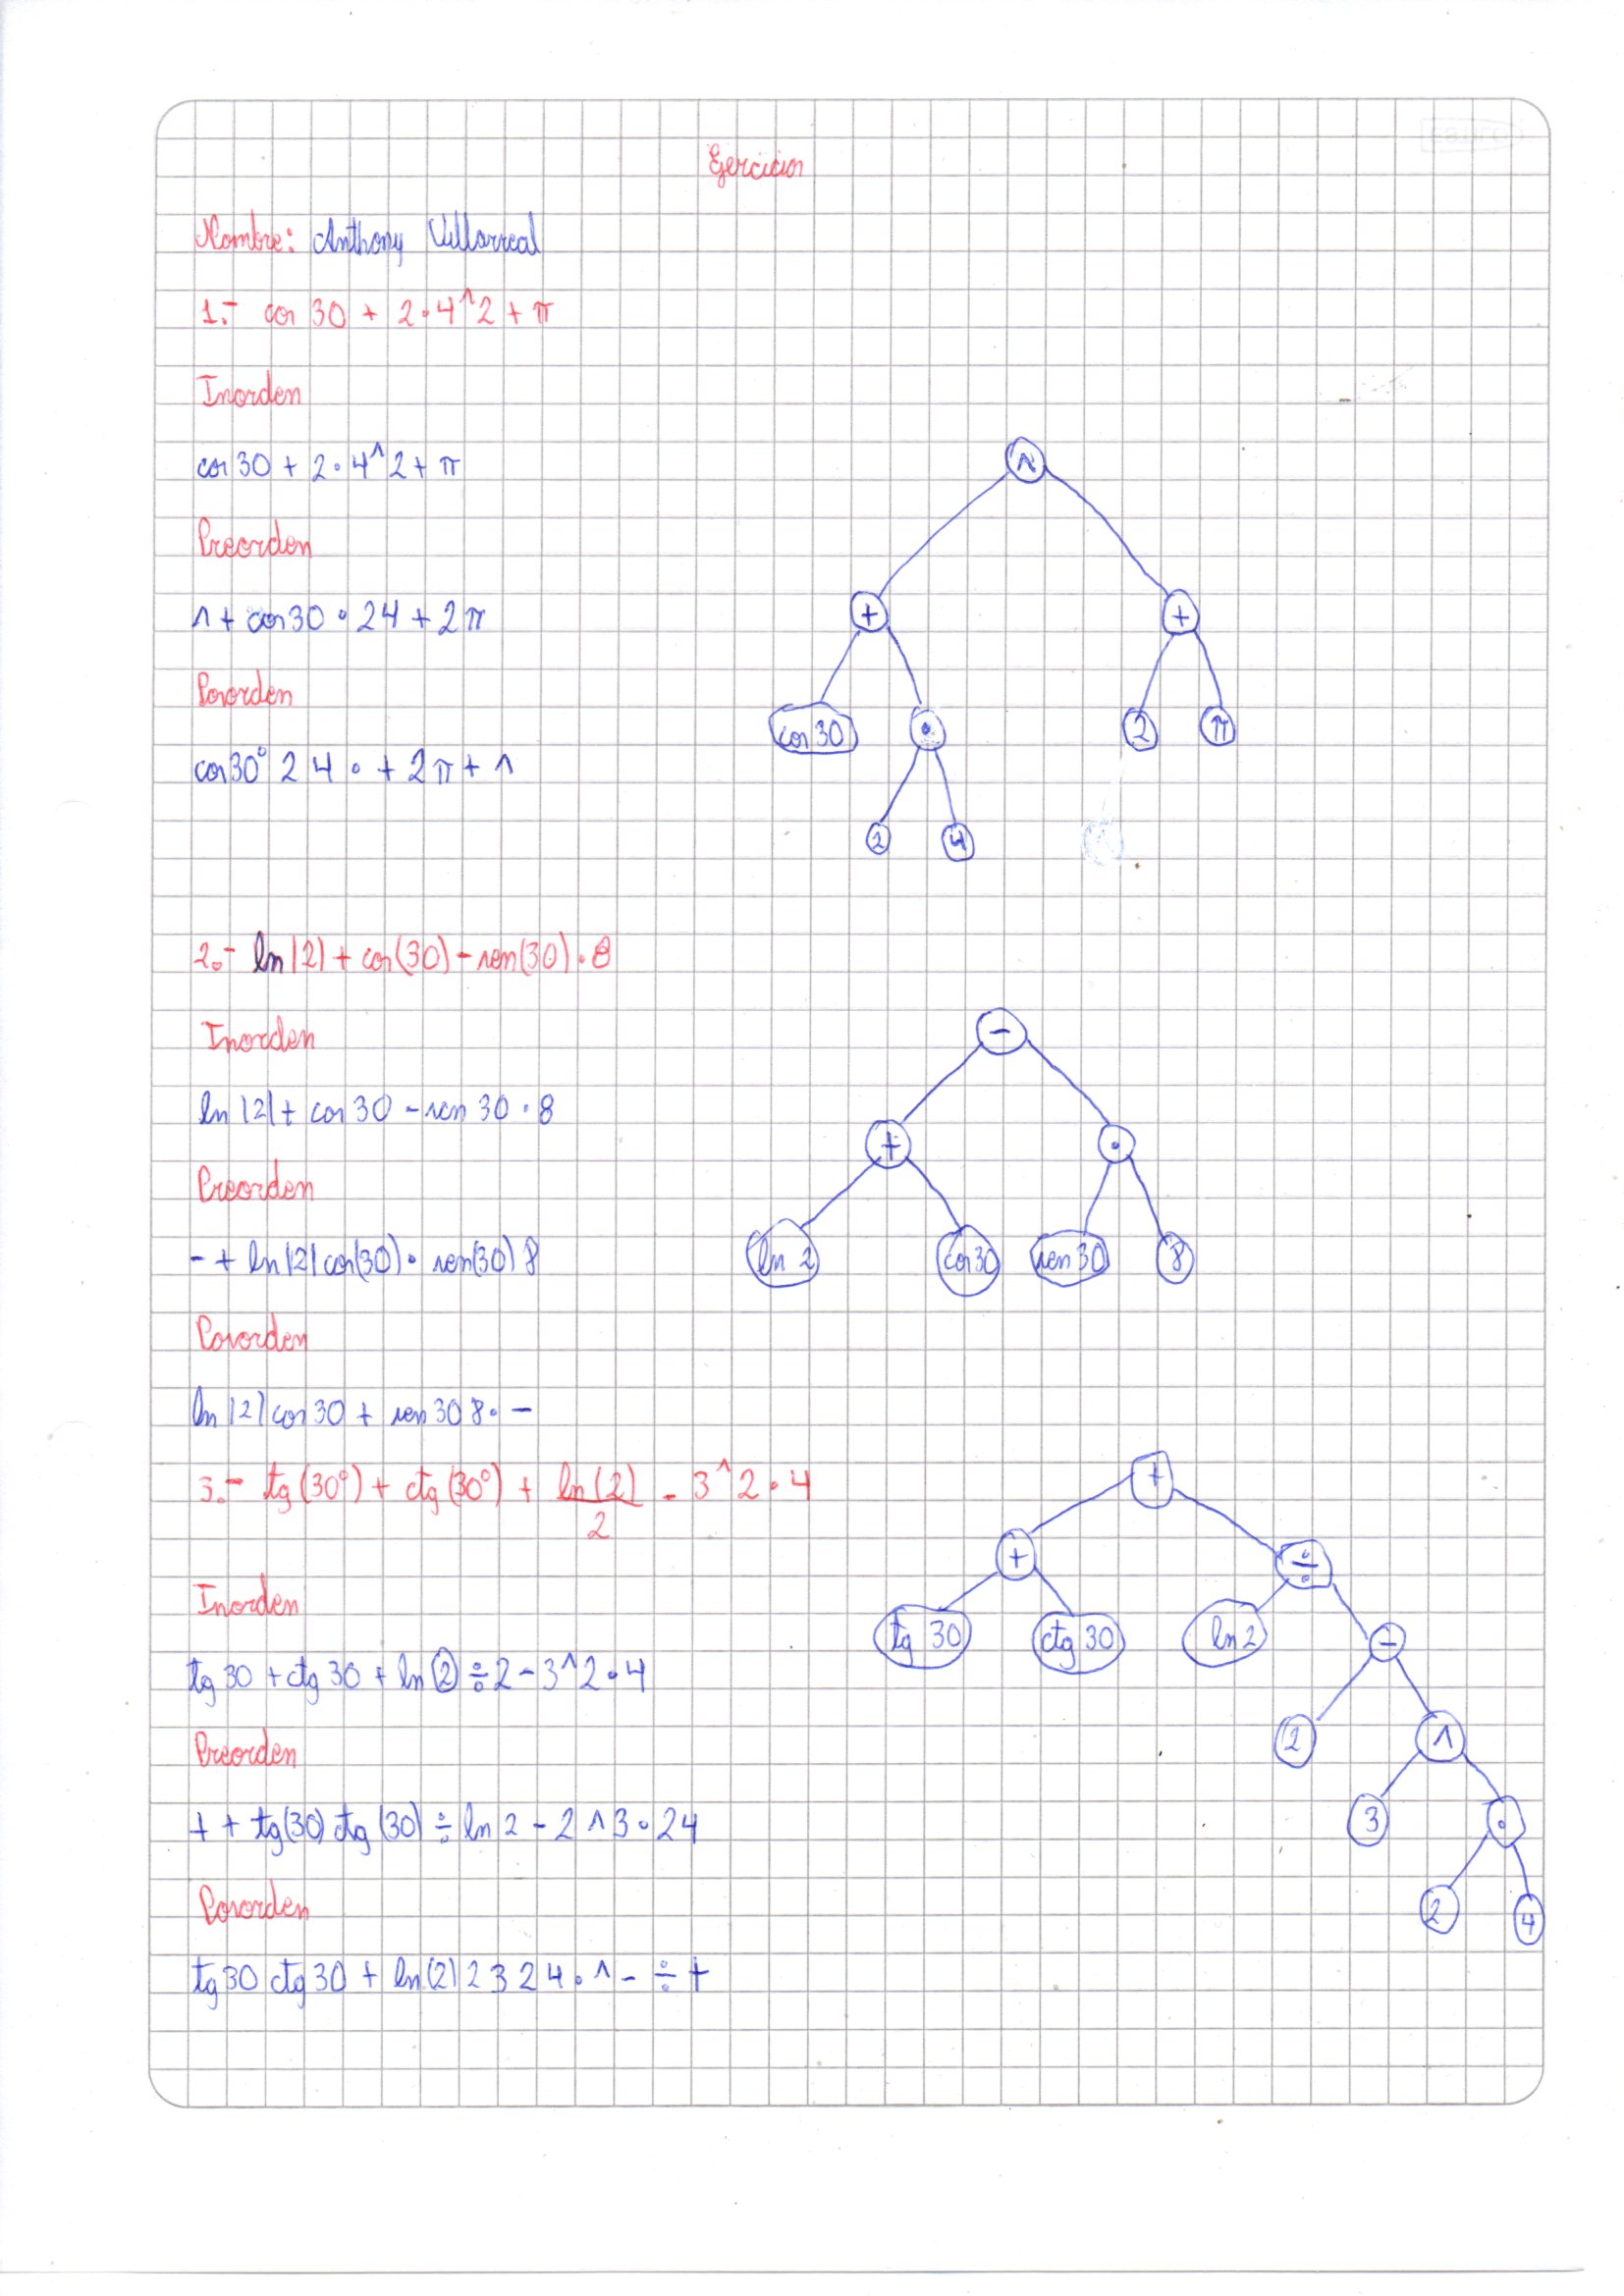 Ejercicios
Nombre: Anthony Villarreal
1.- cos 30 + 2 • 4 ^ 2 + π
Inorden
cos 30 + 2 • 4 ^ 2 + π
Preorden
^ + cos 30 • 2 4 + 2 π
Posorden
cos 30° 2 4 • + 2 π + ^
^
+ +
cos 30 • 2 π
2 4
2.- ln |2| + cos(30) - sen(30) • 8
Inorden
ln |2| + cos 30 - sen 30 • 8
Preorden
- + ln |2| cos(30) • sen(30) 8
Posorden
ln |2| cos 30 + sen 30 8 • -
-
+ •
ln 2 cos 30 sen 30 8
3.- tg (30°) + ctg (30°) + ln (2) / 2 - 3 ^ 2 • 4
Inorden
tg 30 + ctg 30 + ln (2) ÷ 2 - 3 ^ 2 • 4
Preorden
+ + tg(30) ctg (30) ÷ ln 2 - 2 ^ 3 • 2 4
Posorden
tg 30 ctg 30 + ln (2) 2 3 2 4 • ^ - ÷ +
+
+ ÷
tg 30 ctg 30 ln 2 -
2 ^
3 •
2 4